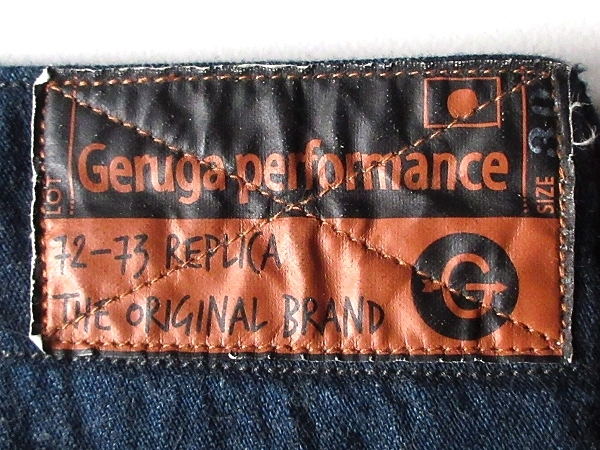 Geruga performance
LOT
SIZE
72-73 REPLICA
THE ORIGINAL BRAND
G